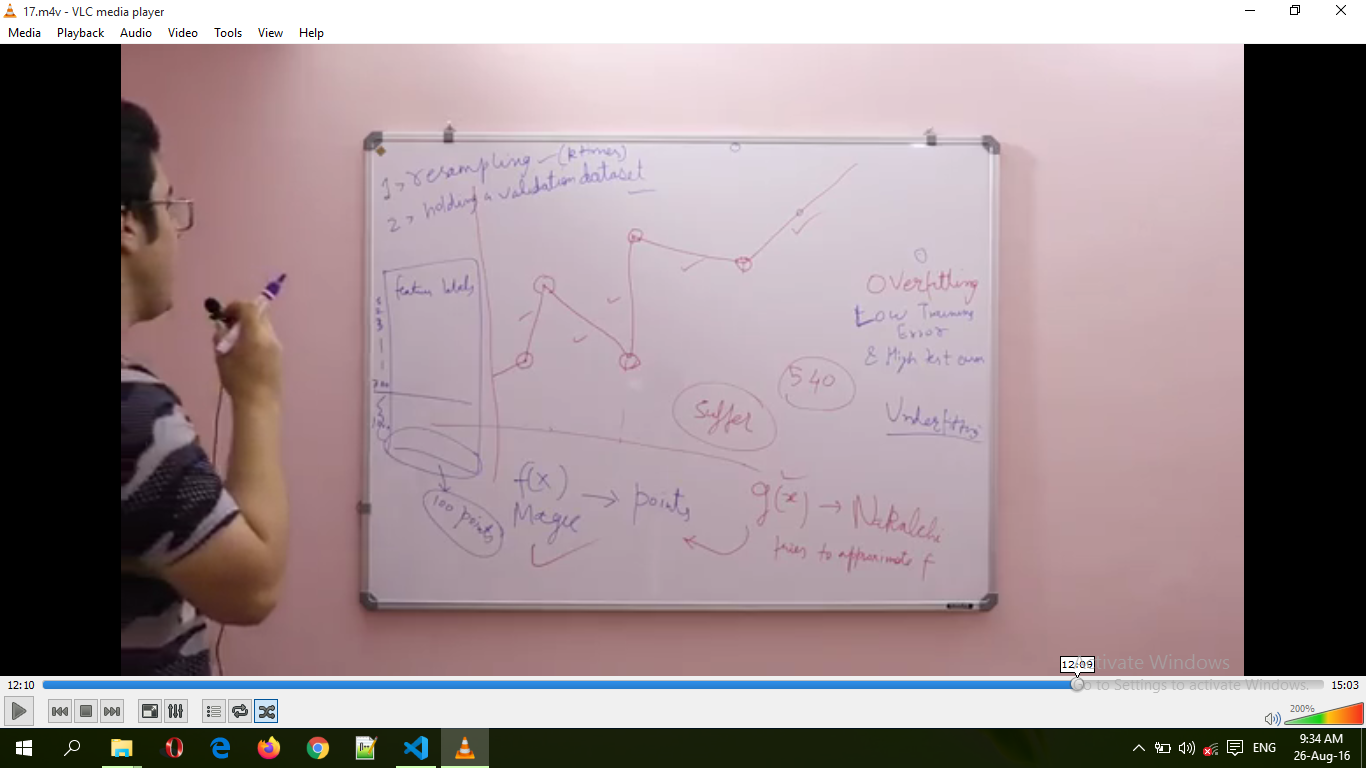 17.m4v - VLC media player
Media Playback Audio Video Tools View Help
1> resampling - (k times)
2> holding a validation dataset
feature labels
1
2
3
100 points
f(x) → points
Magic
g(x) → Nakalchi
tries to approximate f
Suffer
540
Overfitting
Low Training
Error
& High test error
Underfitting
12:09
Activate Windows
Go to Settings to activate Windows.
12:10
15:03
200%
ENG
9:34 AM
26-Aug-16